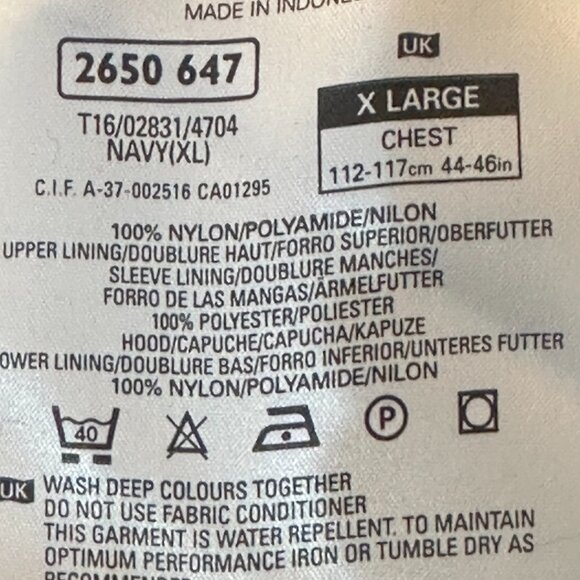 MADE IN
2650 647
UK
T16/02831/4704
NAVY(XL)
C.I.F. A-37-002516 CA01295
X LARGE
CHEST
112-117cm 44-46in
100% NYLON/POLYAMIDE/NILON
UPPER LINING/DOUBLURE HAUT/FORRO SUPERIOR/OBERFUTTER
SLEEVE LINING/DOUBLURE MANCHES/
FORRO DE LAS MANGAS/ÄRMELFUTTER
100% POLYESTER/POLIESTER
HOOD/CAPUCHE/CAPUCHA/KAPUZE
OWER LINING/DOUBLURE BAS/FORRO INFERIOR/UNTERES FUTTER
100% NYLON/POLYAMIDE/NILON
40
P
UK WASH DEEP COLOURS TOGETHER
DO NOT USE FABRIC CONDITIONER
THIS GARMENT IS WATER REPELLENT. TO MAINTAIN
OPTIMUM PERFORMANCE IRON OR TUMBLE DRY AS